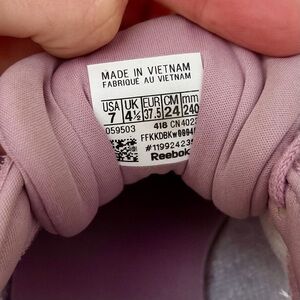 MADE IN VIETNAM
FABRIQUE AU VIETNAM
USA UK EUR CM mm
7 4½ 37.5 24 240
059503 418
Reebok